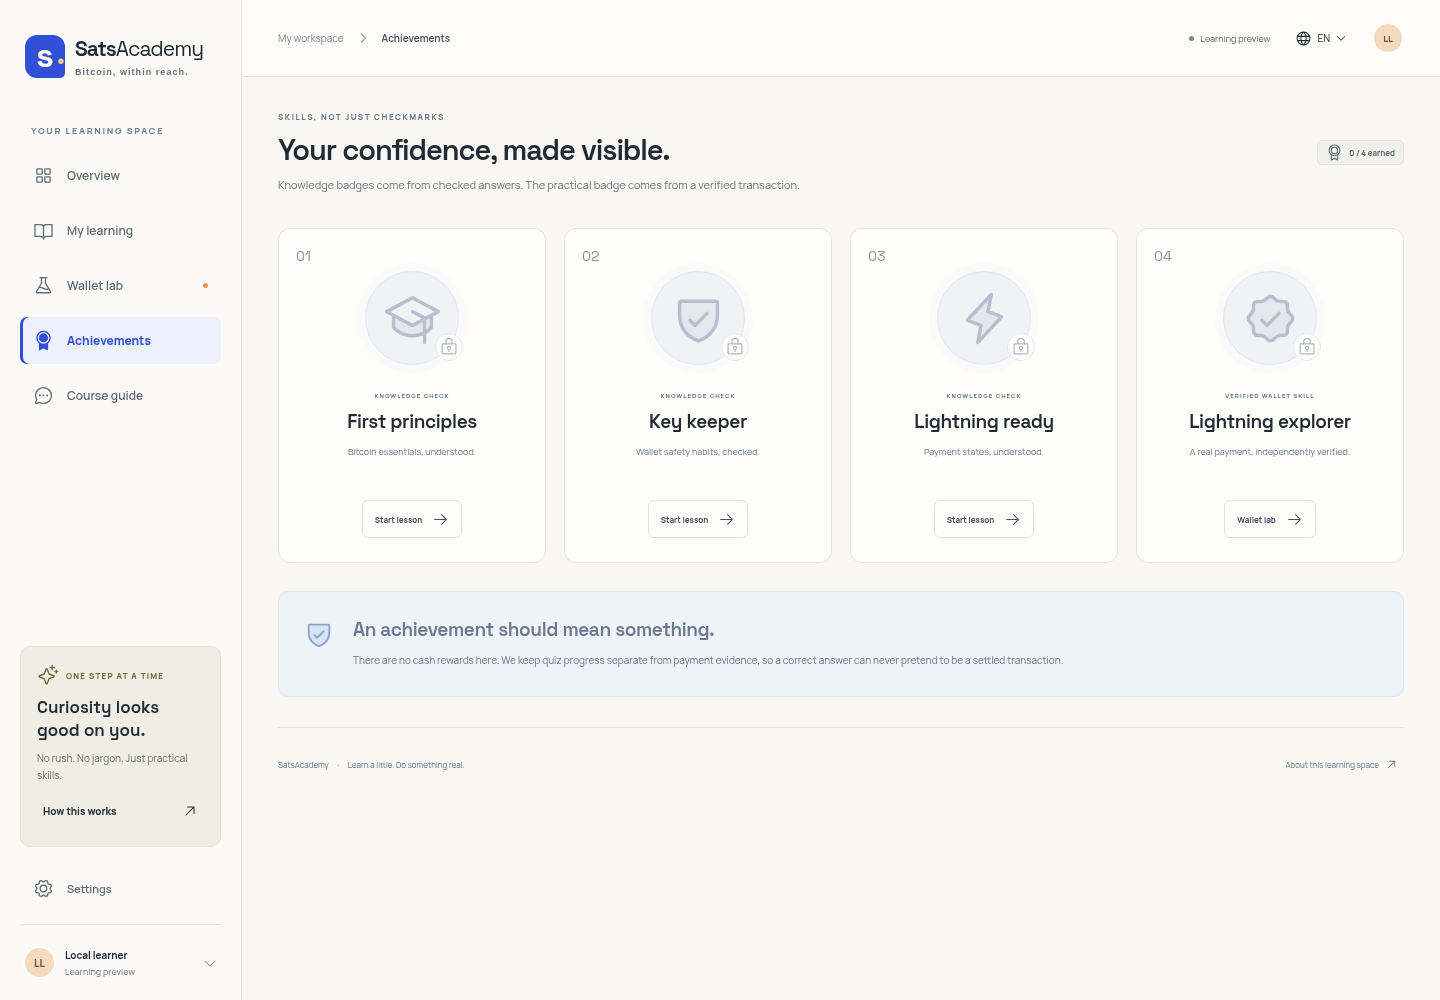 S.
SatsAcademy
Bitcoin, within reach.
YOUR LEARNING SPACE
Overview
My learning
Wallet lab
Achievements
Course guide
ONE STEP AT A TIME
Curiosity looks
good on you.
No rush. No jargon. Just practical
skills.
How this works
Settings
LL
Local learner
Learning preview
My workspace
Achievements
Learning preview
EN
LL
SKILLS, NOT JUST CHECKMARKS
Your confidence, made visible.
Knowledge badges come from checked answers. The practical badge comes from a verified transaction.
0 / 4 earned
01
KNOWLEDGE CHECK
First principles
Bitcoin essentials, understood.
Start lesson
02
KNOWLEDGE CHECK
Key keeper
Wallet safety habits, checked.
Start lesson
03
KNOWLEDGE CHECK
Lightning ready
Payment states, understood.
Start lesson
04
VERIFIED WALLET SKILL
Lightning explorer
A real payment, independently verified.
Wallet lab
An achievement should mean something.
There are no cash rewards here. We keep quiz progress separate from payment evidence, so a correct answer can never pretend to be a settled transaction.
SatsAcademy · Learn a little. Do something real.
About this learning space